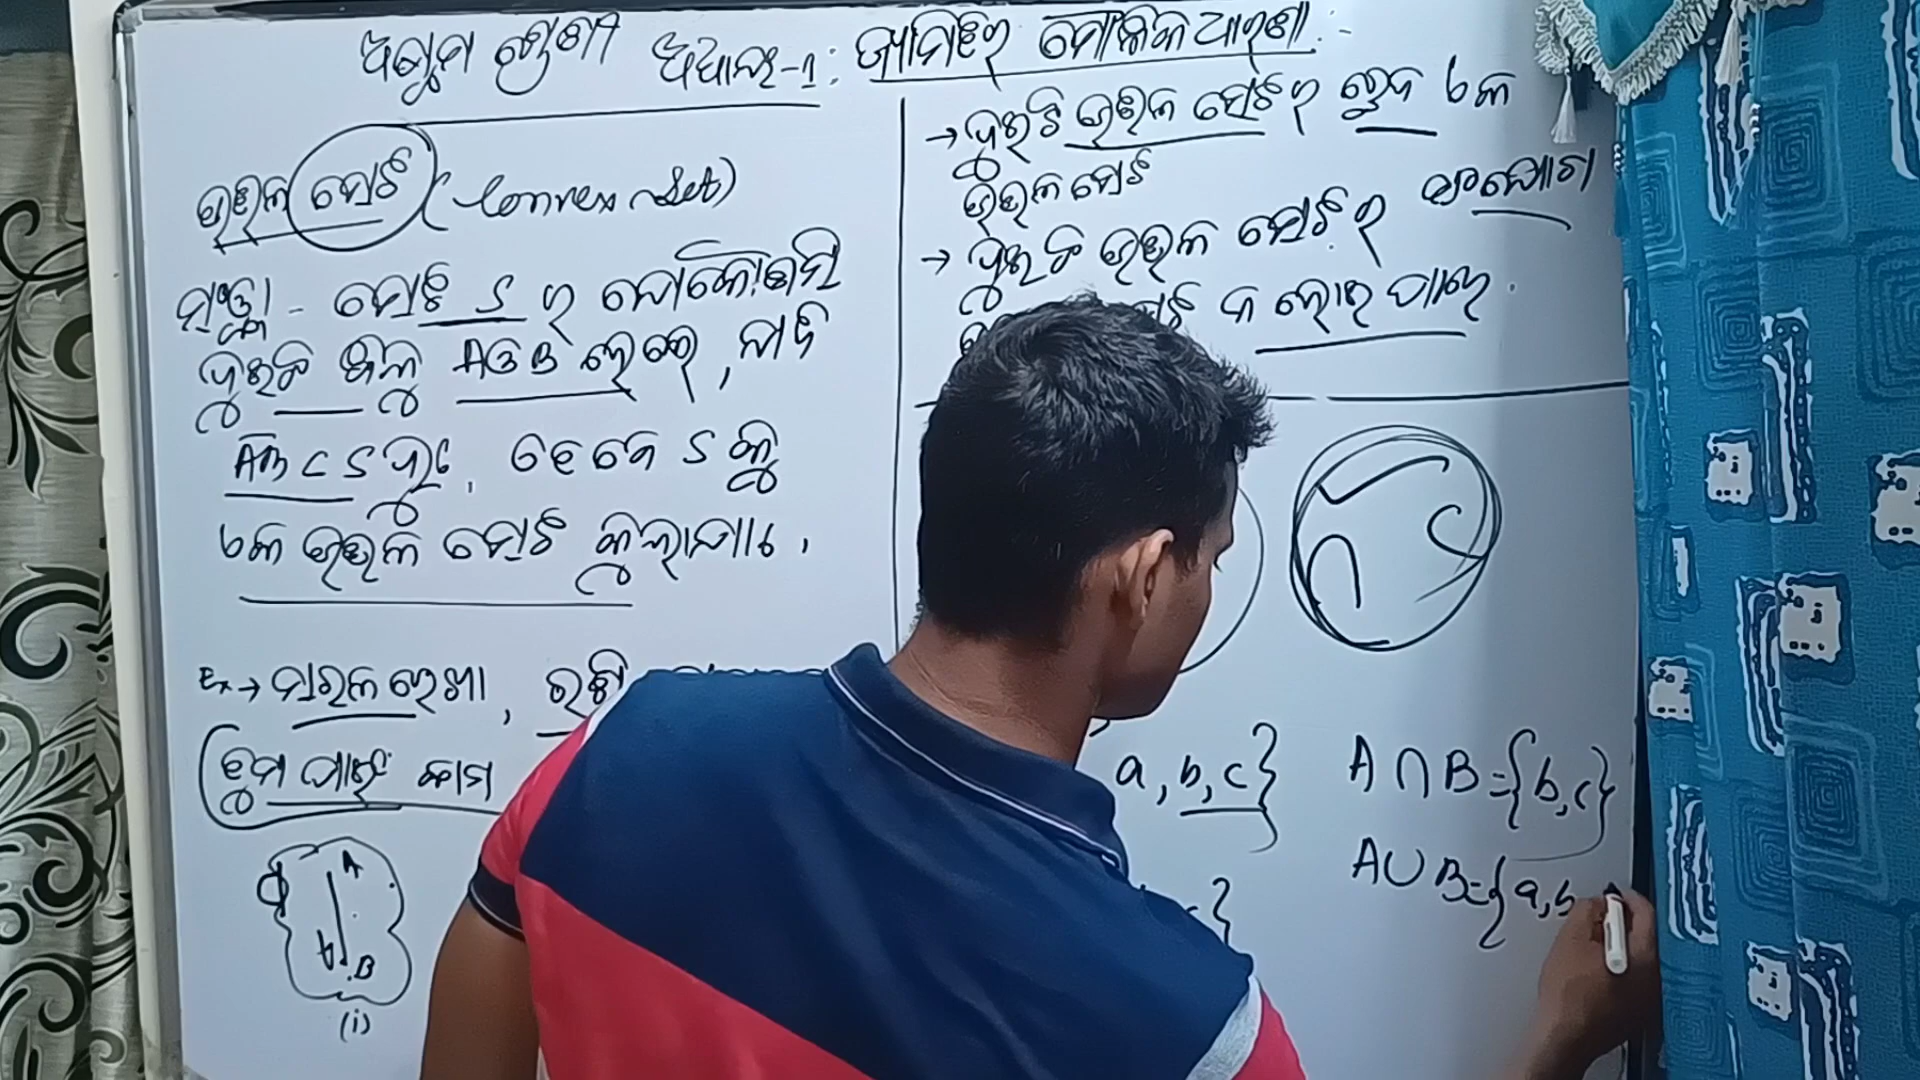 ଅଷ୍ଟମ ଶ୍ରେଣୀ ଅଧ୍ୟାୟ-୧: ଜ୍ୟାମିତିର ମୌଳିକ ଧାରଣା :-
ଉତ୍ତଳ ସେଟ୍ (Convex Set)
ସଂଜ୍ଞା - ସେଟ୍ S ର ଯେକୌଣସି
ଦୁଇଟି ବିନ୍ଦୁ A ଓ B ନେଲେ, ଯଦି
AB ⊂ S ହୁଏ, ତେବେ S କୁ
ଏକ ଉତ୍ତଳ ସେଟ୍ କୁହାଯାଏ.
Ex → ସରଳରେଖା, ରଶ୍ମି
ତୁମ ପାଇଁ କାମ
A
B
(i)
→ ଦୁଇଟି ଉତ୍ତଳ ସେଟ୍ ର ଛେଦ ଏକ
ଉତ୍ତଳ ସେଟ୍
→ ଦୁଇଟି ଉତ୍ତଳ ସେଟ୍ ର ସଂଯୋଗ
ନ ହୋଇ ପାରେ.
a, b, c}
A ∩ B = {b, c}
A ∪ B = {a, b